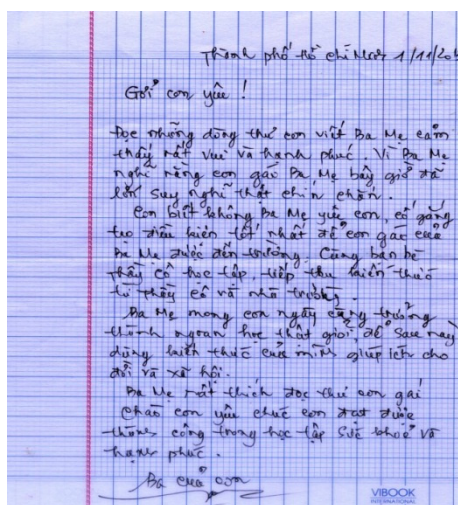 Thành phố Hồ Chí Minh 1/11/20
Gởi con yêu !
Đọc những dòng thư con viết Ba Mẹ cảm
thấy rất vui và hạnh phúc. Vì Ba Mẹ
nghĩ rằng con gái Ba Mẹ bây giờ đã
lớn suy nghĩ thật chín chắn.
Con biết không Ba Mẹ yêu con, cố gắng
tạo điều kiện tốt nhất để con gái của
Ba Mẹ được đến trường. Cùng bạn bè
thầy cô học tập, tiếp thu kiến thức
từ thầy cô và nhà trường.
Ba Mẹ mong con ngày càng trưởng
thành ngoan học thật giỏi, để sau này
dùng kiến thức của mình giúp ích cho
đời và xã hội.
Ba Mẹ rất thích đọc thư con gái
Chào con yêu chúc con đạt được
thành công trong học tập sức khoẻ và
hạnh phúc.
Ba của con
VIBOOK
INTERNATIONAL